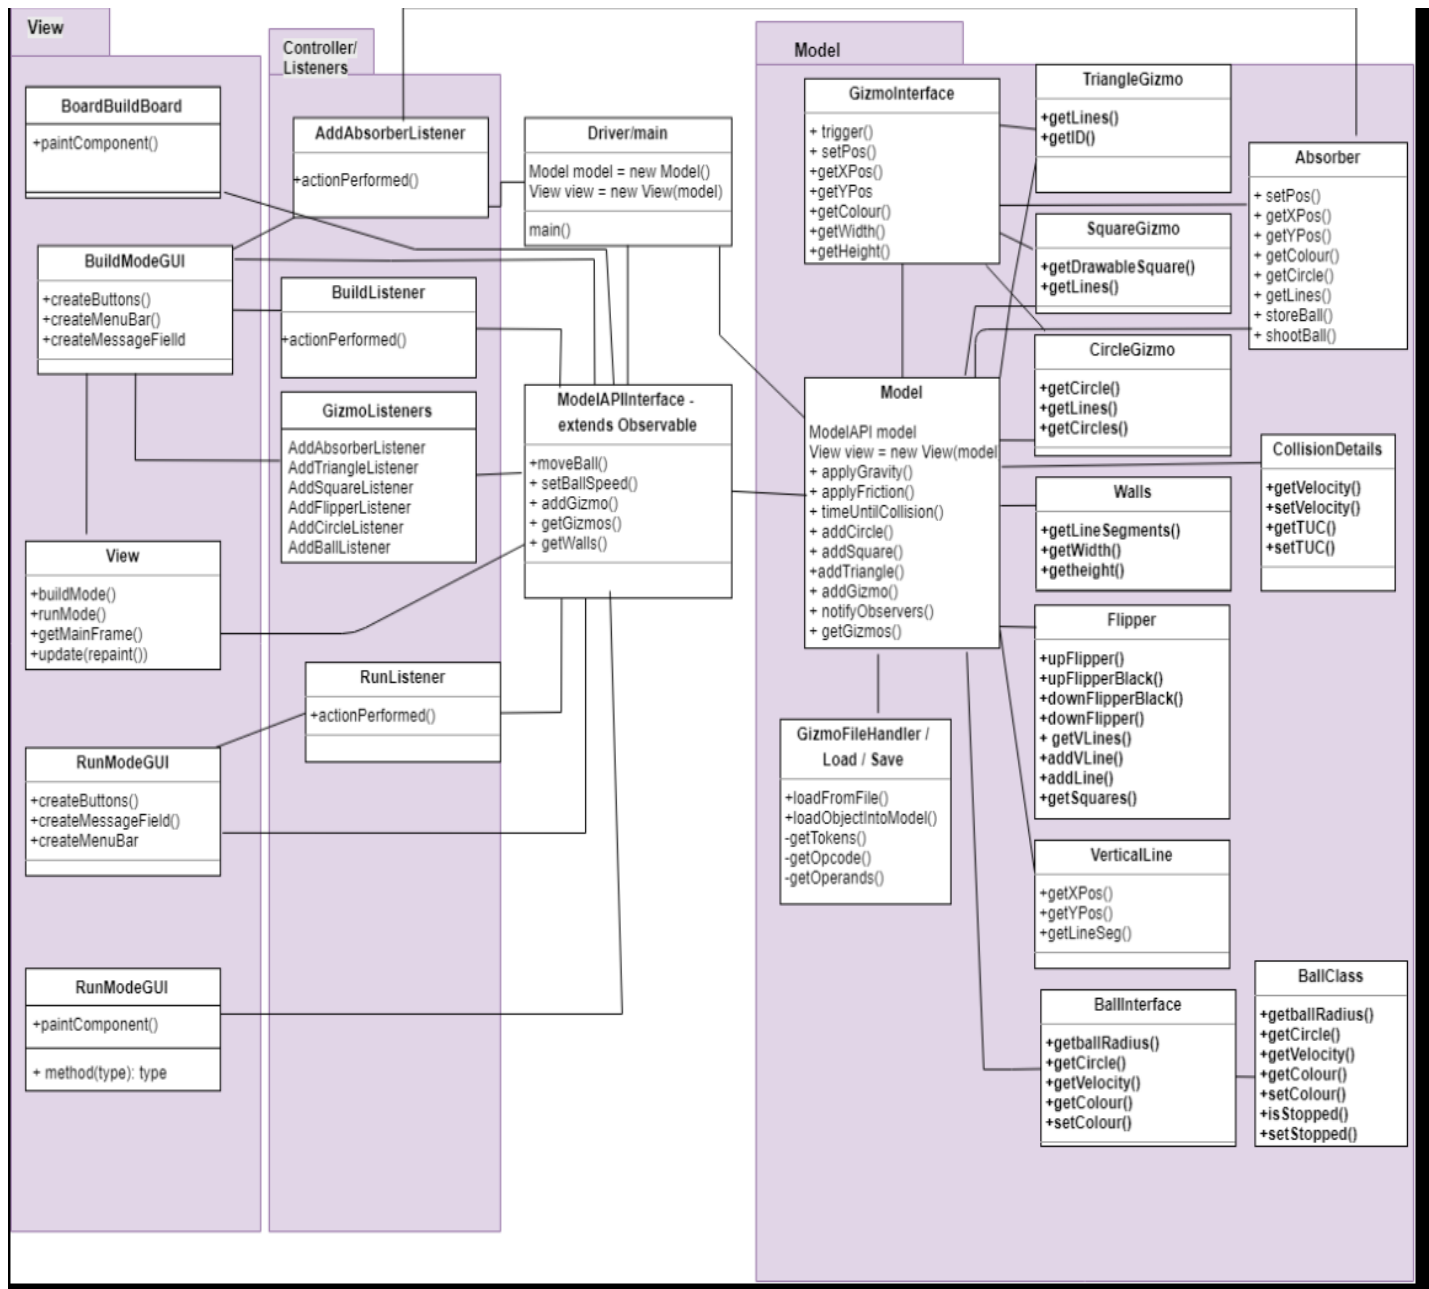 View
BoardBuildBoard
+paintComponent()
BuildModeGUI
+createButtons()
+createMenuBar()
+createMessageFielld
View
+buildMode()
+runMode()
+getMainFrame()
+update(repaint())
RunModeGUI
+createButtons()
+createMessageField()
+createMenuBar
RunModeGUI
+paintComponent()
+ method(type): type
Controller/
Listeners
AddAbsorberListener
+actionPerformed()
BuildListener
+actionPerformed()
GizmoListeners
AddAbsorberListener
AddTriangleListener
AddSquareListener
AddFlipperListener
AddCircleListener
AddBallListener
RunListener
+actionPerformed()
Driver/main
Model model = new Model()
View view = new View(model)
main()
ModelAPIInterface -
extends Observable
+moveBall()
+ setBallSpeed()
+ addGizmo()
+ getGizmos()
+ getWalls()
Model
GizmoInterface
+ trigger()
+ setPos()
+getXPos()
+getYPos
+getColour()
+getWidth()
+getHeight()
Model
ModelAPI model
View view = new View(model
+ applyGravity()
+ applyFriction()
+ timeUntilCollision()
+ addCircle()
+ addSquare()
+addTriangle()
+ addGizmo()
+ notifyObservers()
+ getGizmos()
GizmoFileHandler /
Load / Save
+loadFromFile()
+loadObjectIntoModel()
-getTokens()
-getOpcode()
-getOperands()
TriangleGizmo
+getLines()
+getID()
SquareGizmo
+getDrawableSquare()
+getLines()
CircleGizmo
+getCircle()
+getLines()
+getCircles()
Walls
+getLineSegments()
+getWidth()
+getheight()
Flipper
+upFlipper()
+upFlipperBlack()
+downFlipperBlack()
+downFlipper()
+ getVLines()
+addVLine()
+addLine()
+getSquares()
VerticalLine
+getXPos()
+getYPos()
+getLineSeg()
BallInterface
+getballRadius()
+getCircle()
+getVelocity()
+getColour()
+setColour()
Absorber
+ setPos()
+ getXPos()
+ getYPos()
+ getColour()
+ getCircle()
+ getLines()
+ storeBall()
+ shootBall()
CollisionDetails
+getVelocity()
+setVelocity()
+getTUC()
+setTUC()
BallClass
+getballRadius()
+getCircle()
+getVelocity()
+getColour()
+setColour()
+isStopped()
+setStopped()